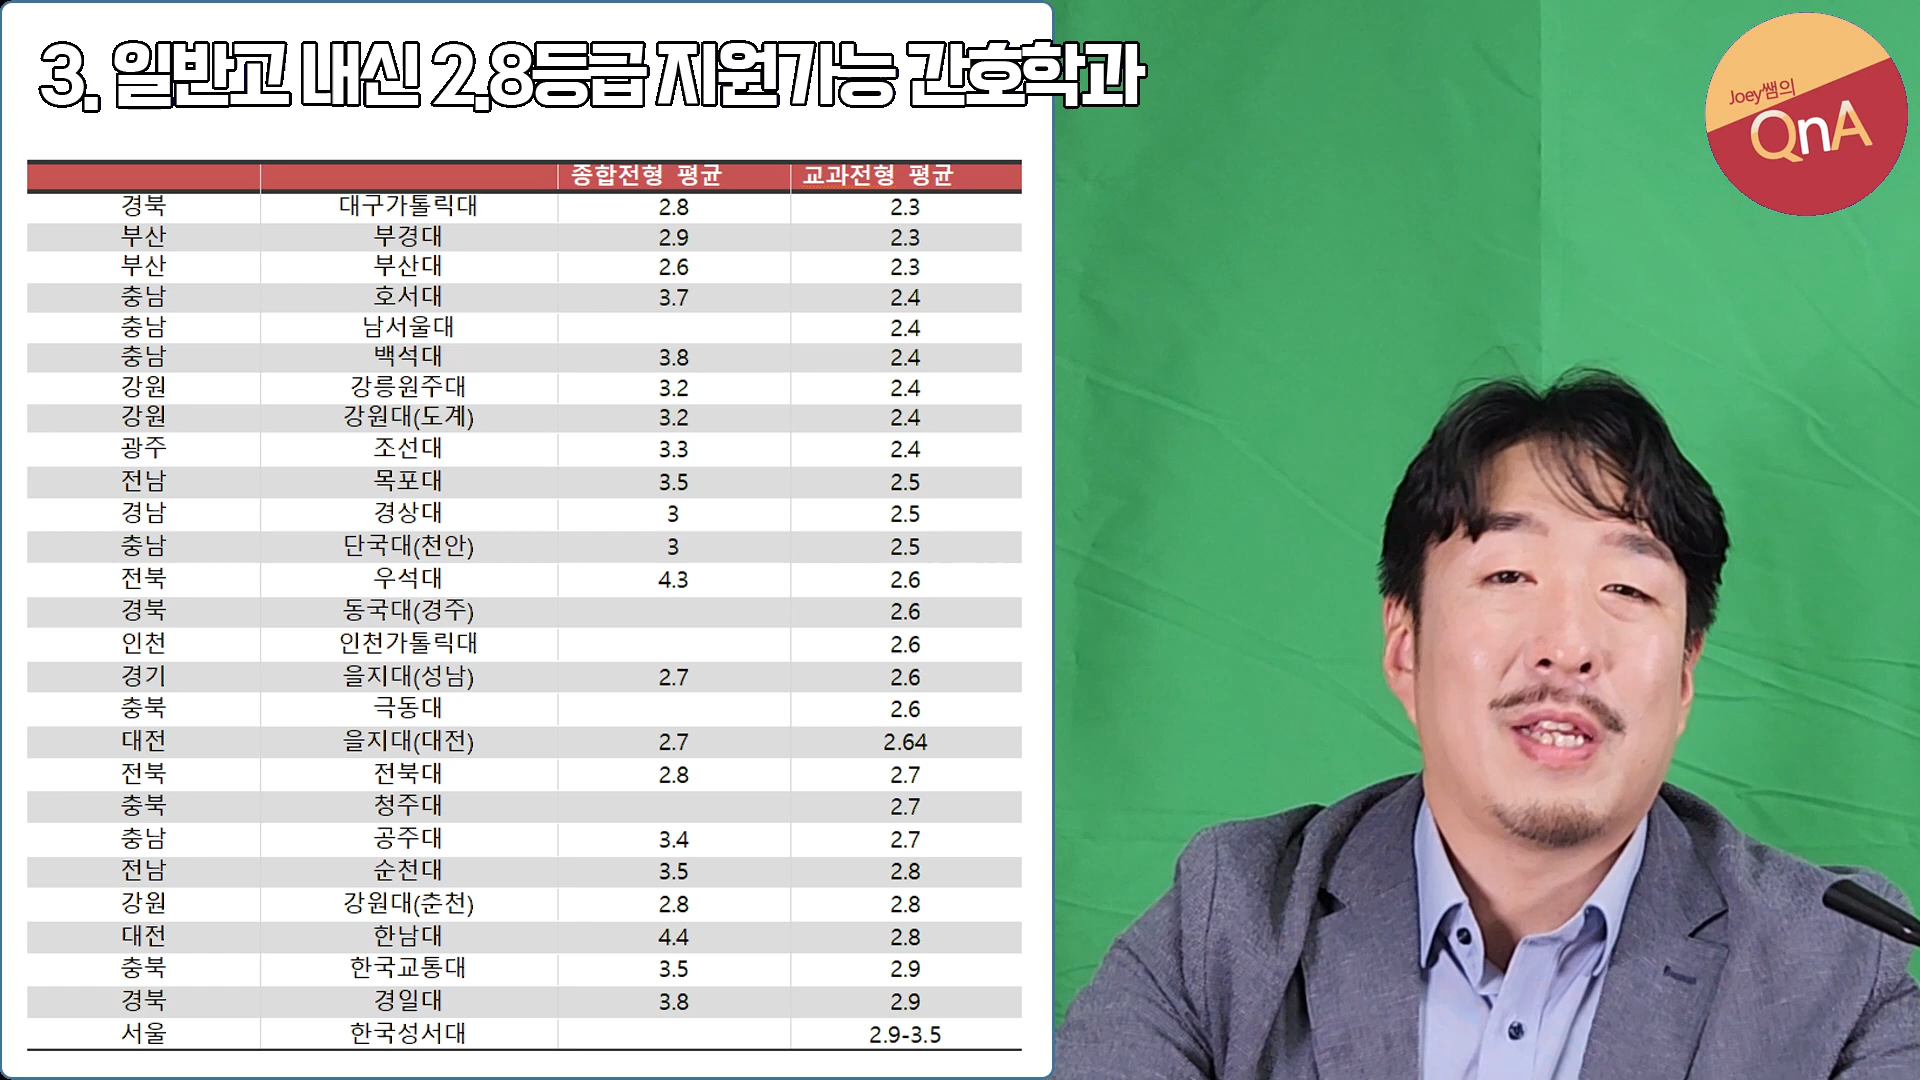 3. 일반고 내신 2.8등급 지원가능 간호학과
Joey쌤의
QnA
종합전형 평균 교과전형 평균
경북 대구가톨릭대 2.8 2.3
부산 부경대 2.9 2.3
부산 부산대 2.6 2.3
충남 호서대 3.7 2.4
충남 남서울대 2.4
충남 백석대 3.8 2.4
강원 강릉원주대 3.2 2.4
강원 강원대(도계) 3.2 2.4
광주 조선대 3.3 2.4
전남 목포대 3.5 2.5
경남 경상대 3 2.5
충남 단국대(천안) 3 2.5
전북 우석대 4.3 2.6
경북 동국대(경주) 2.6
인천 인천가톨릭대 2.6
경기 을지대(성남) 2.7 2.6
충북 극동대 2.6
대전 을지대(대전) 2.7 2.64
전북 전북대 2.8 2.7
충북 청주대 2.7
충남 공주대 3.4 2.7
전남 순천대 3.5 2.8
강원 강원대(춘천) 2.8 2.8
대전 한남대 4.4 2.8
충북 한국교통대 3.5 2.9
경북 경일대 3.8 2.9
서울 한국성서대 2.9-3.5